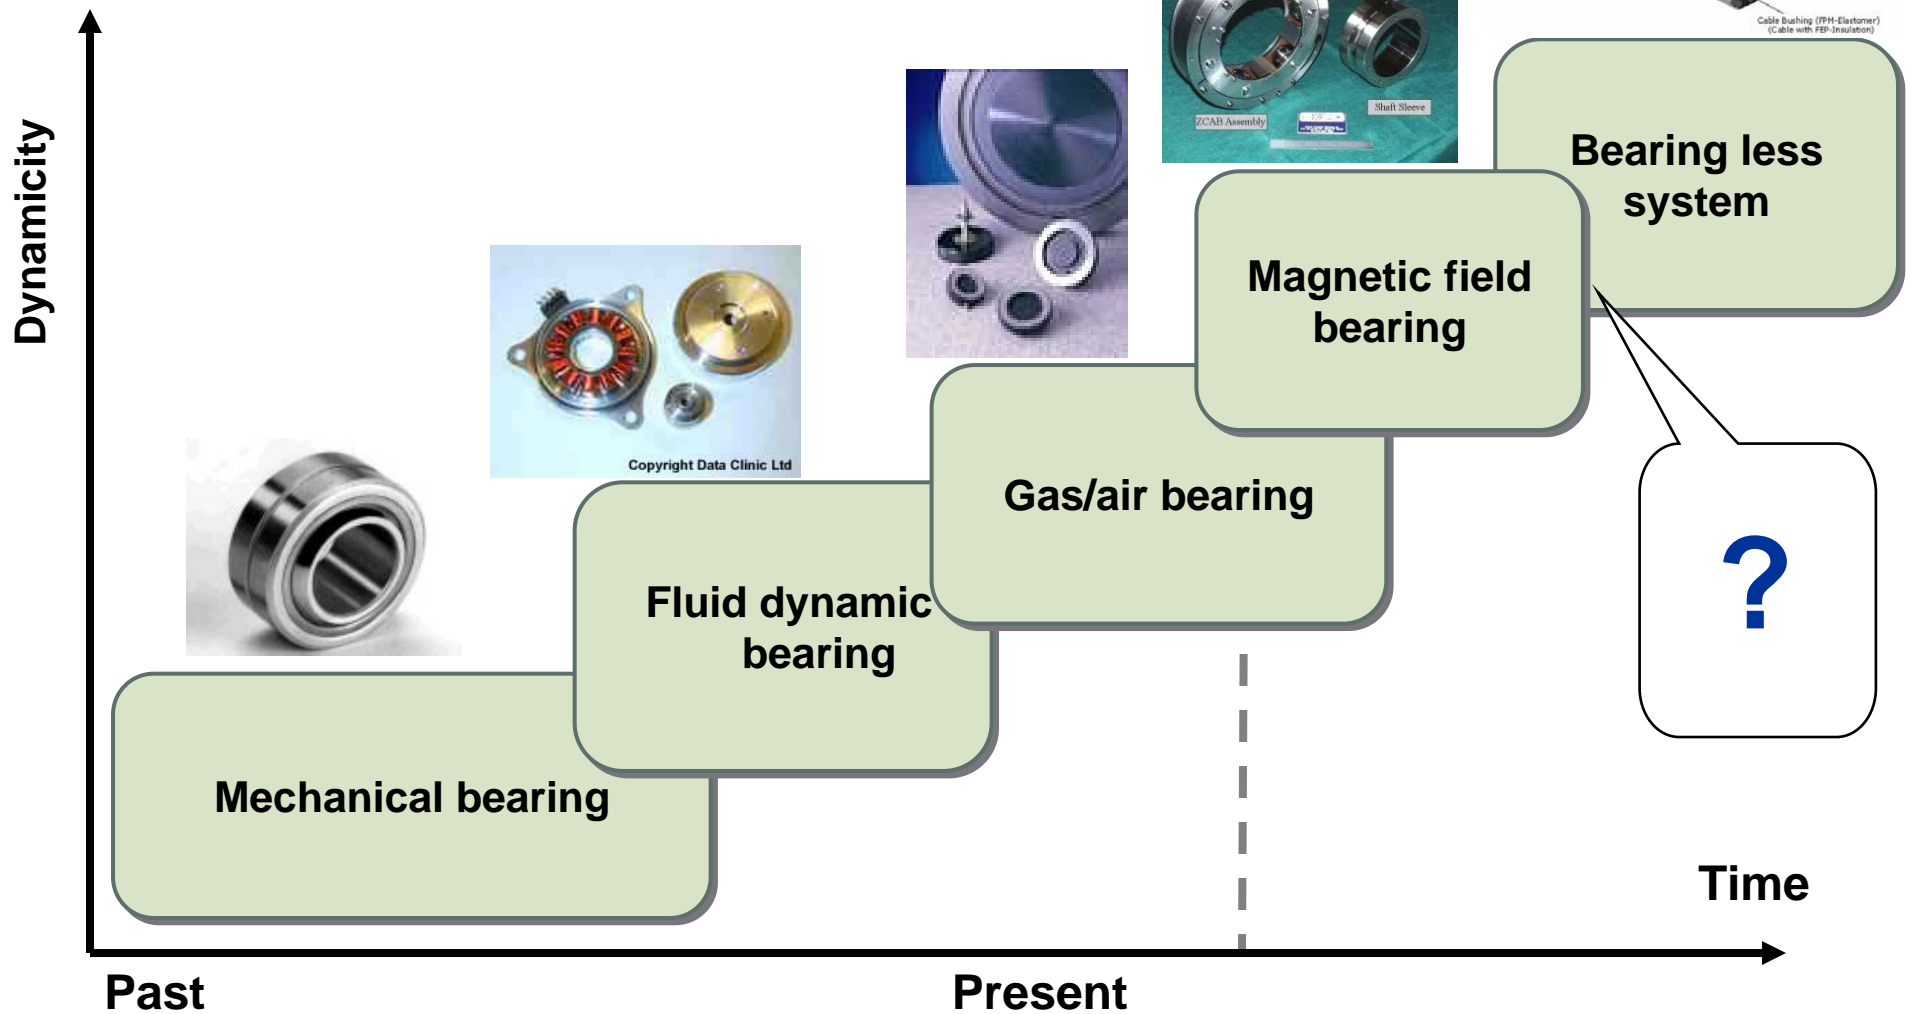 Cable Bushing (FPM-Elastomer)
(Cable with FEP-Insulation)
Dynamicity
ZCAB Assembly
Shaft Sleeve
Bearing less
system
Magnetic field
bearing
Copyright Data Clinic Ltd
Gas/air bearing
?
Fluid dynamic
bearing
Mechanical bearing
Time
Past
Present